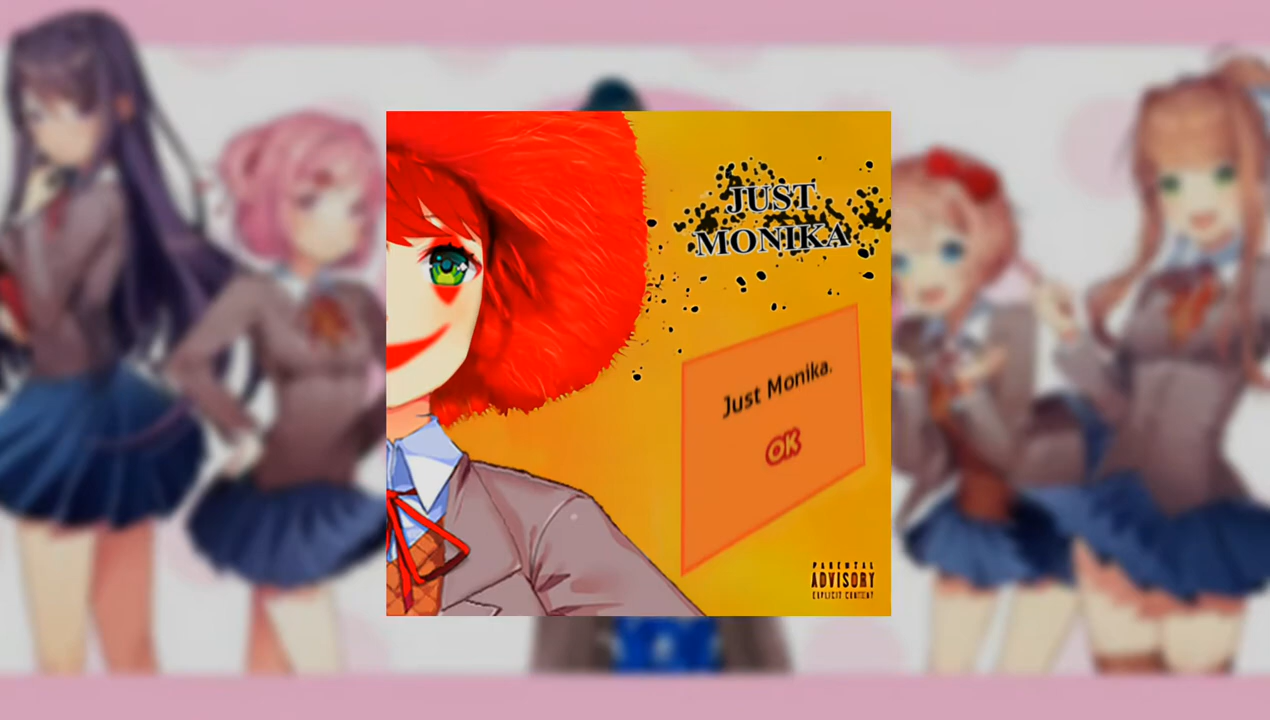 JUST
MONIKA
Just Monika.
OK
PARENTAL
ADVISORY
EXPLICIT CONTENT